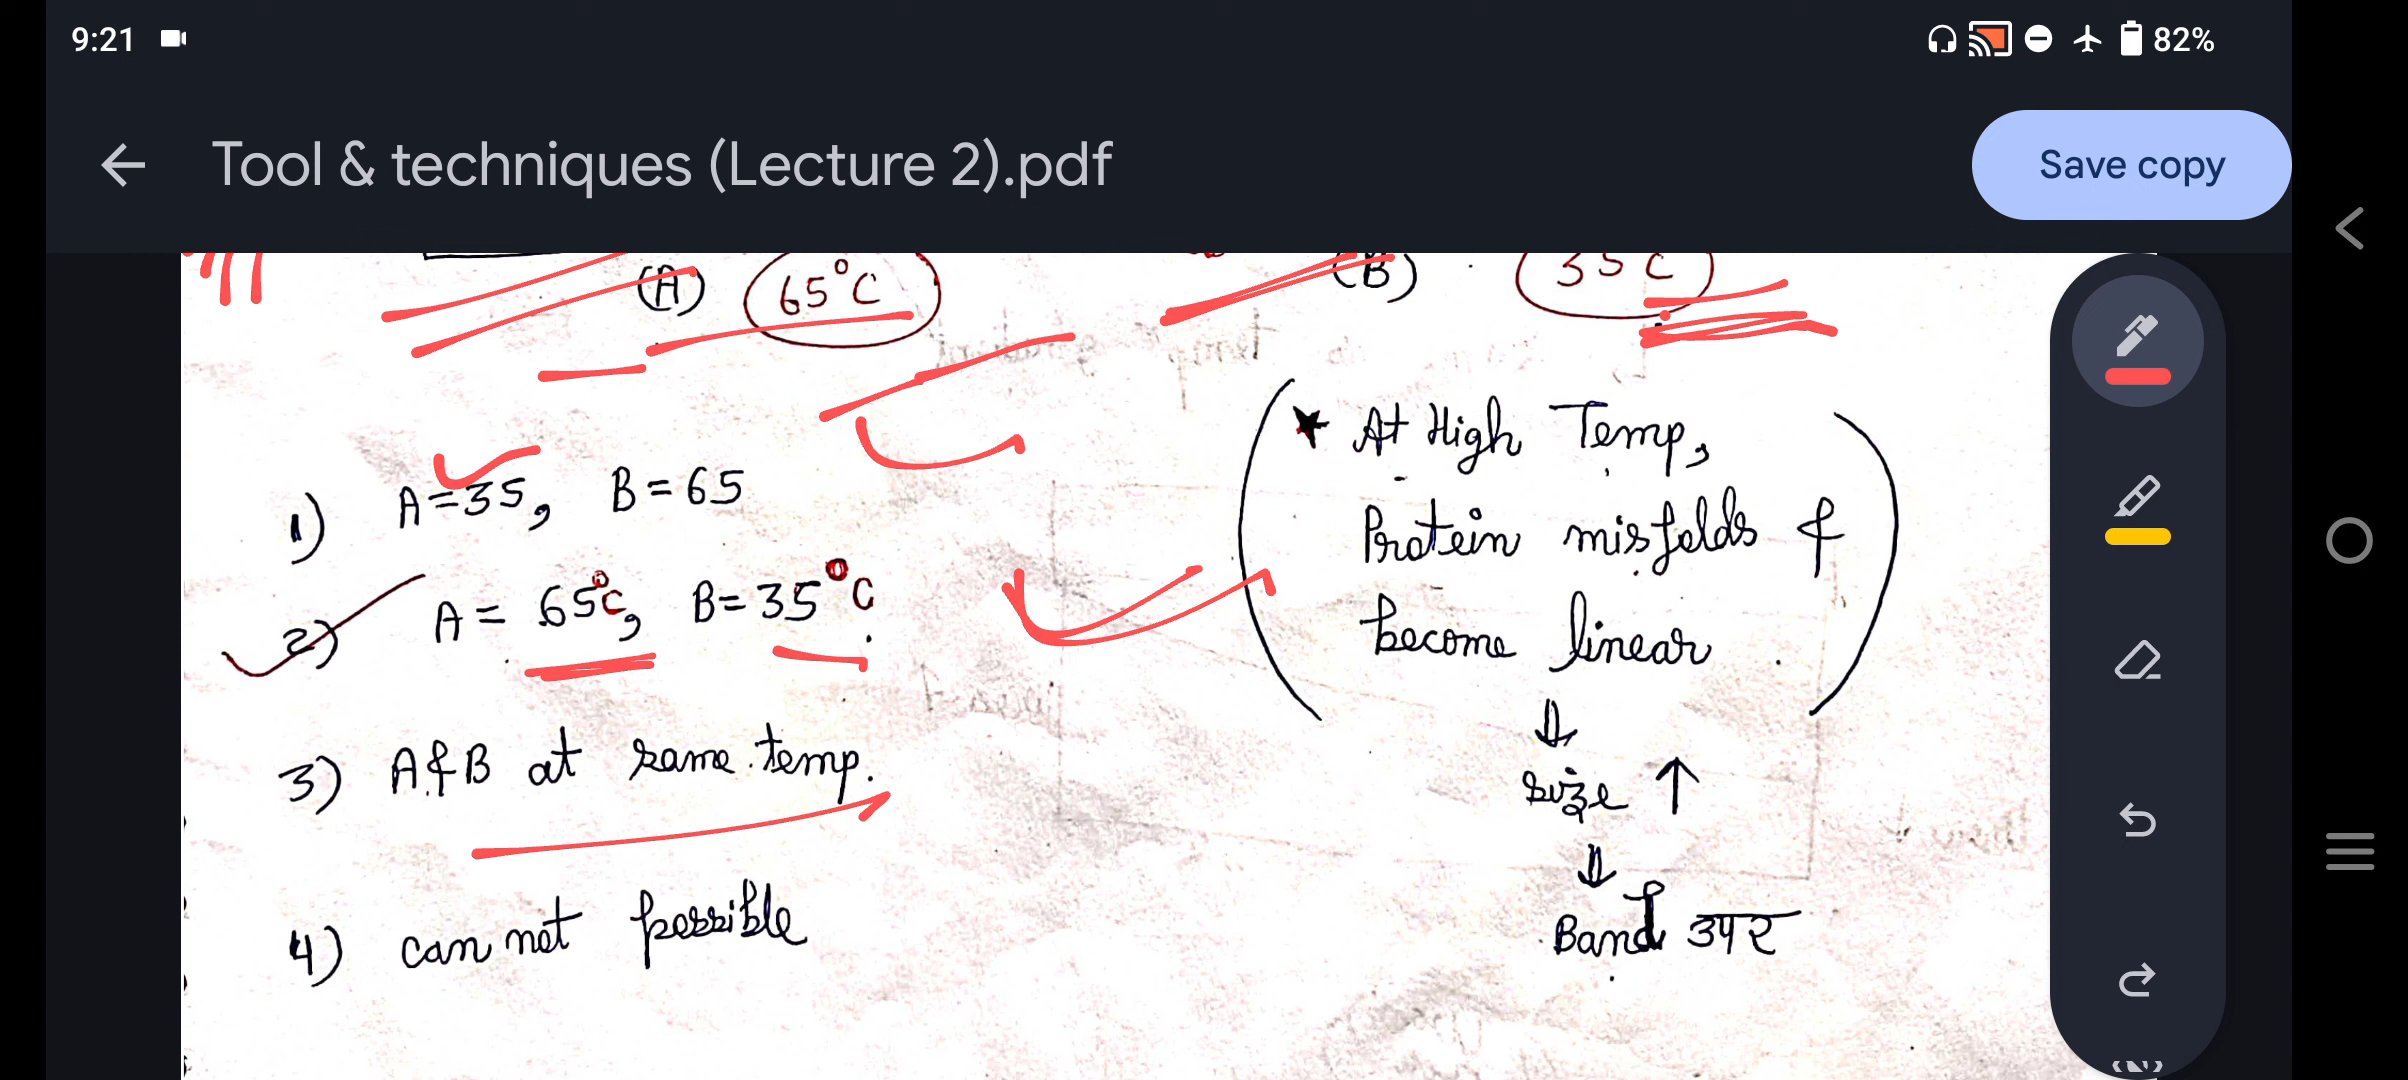 9:21
82%
Tool & techniques (Lecture 2).pdf
Save copy
(A) 65°C
(B) 35 C
1) A=35, B=65
2) A= 65°C, B=35°C
3) A&B at same temp.
4) can not possible
★ At High Temp,
Protein misfolds &
become linear
⇓
size ↑
⇓
Band ऊपर